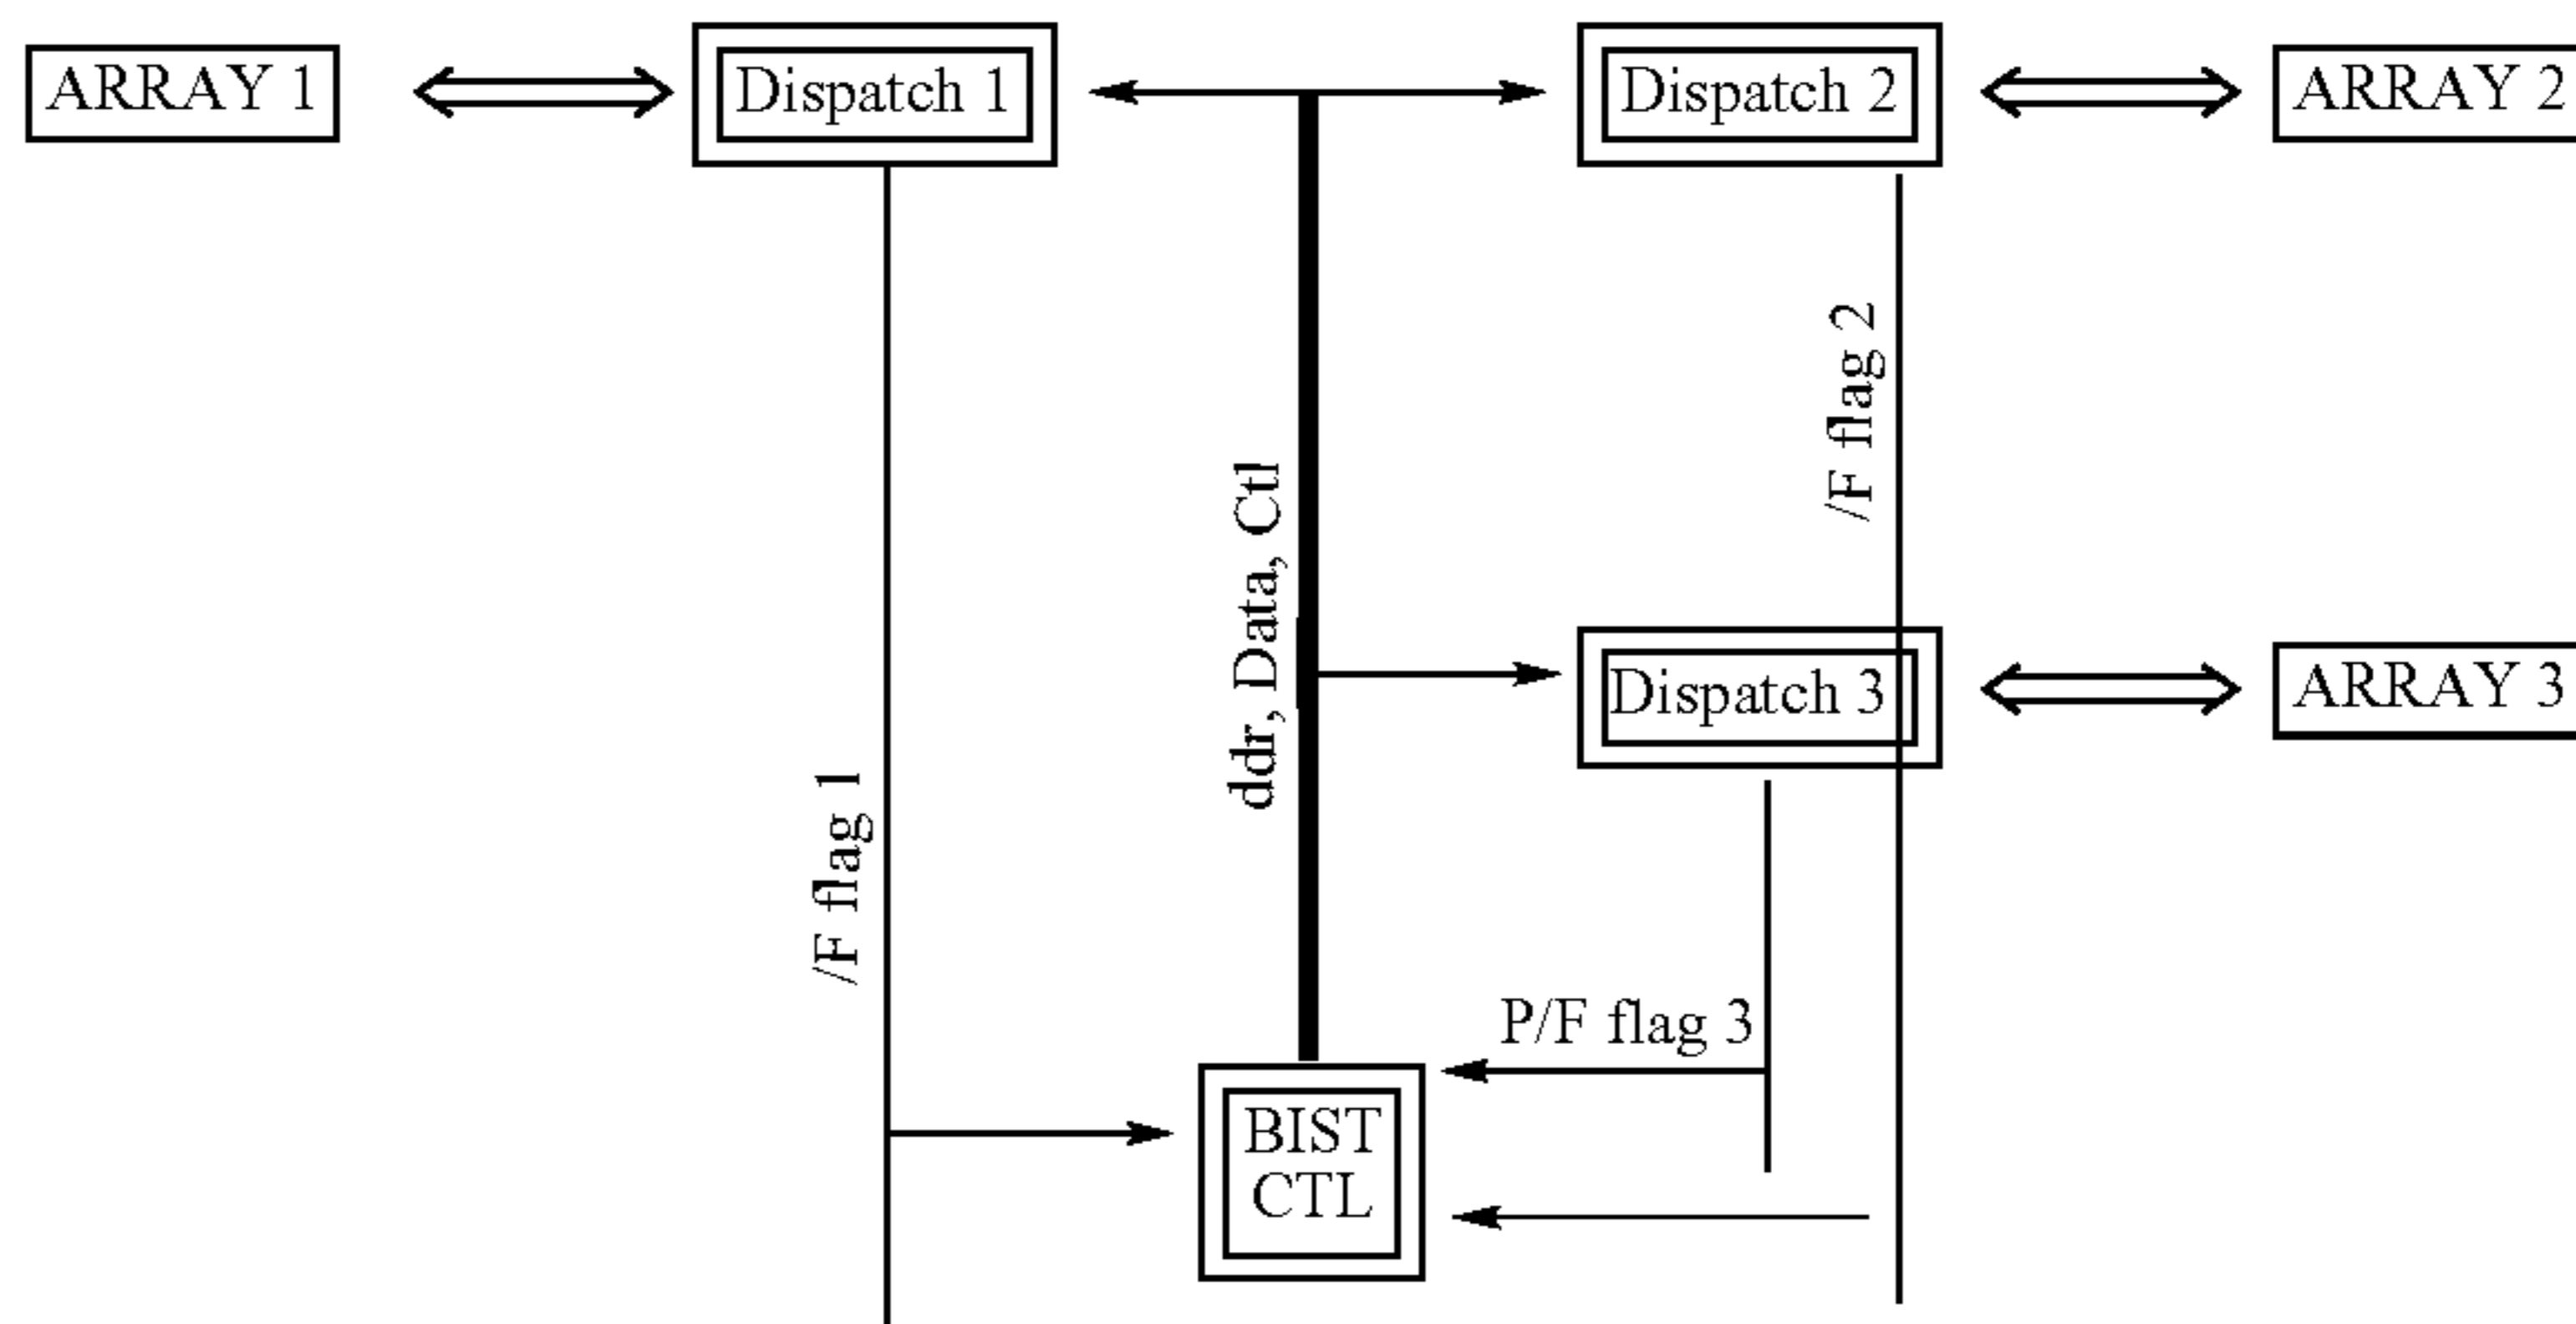 ARRAY 1
Dispatch 1
Dispatch 2
ARRAY 2
/F flag 2
ddr, Data, Ctl
Dispatch 3
ARRAY 3
/F flag 1
P/F flag 3
BIST
CTL